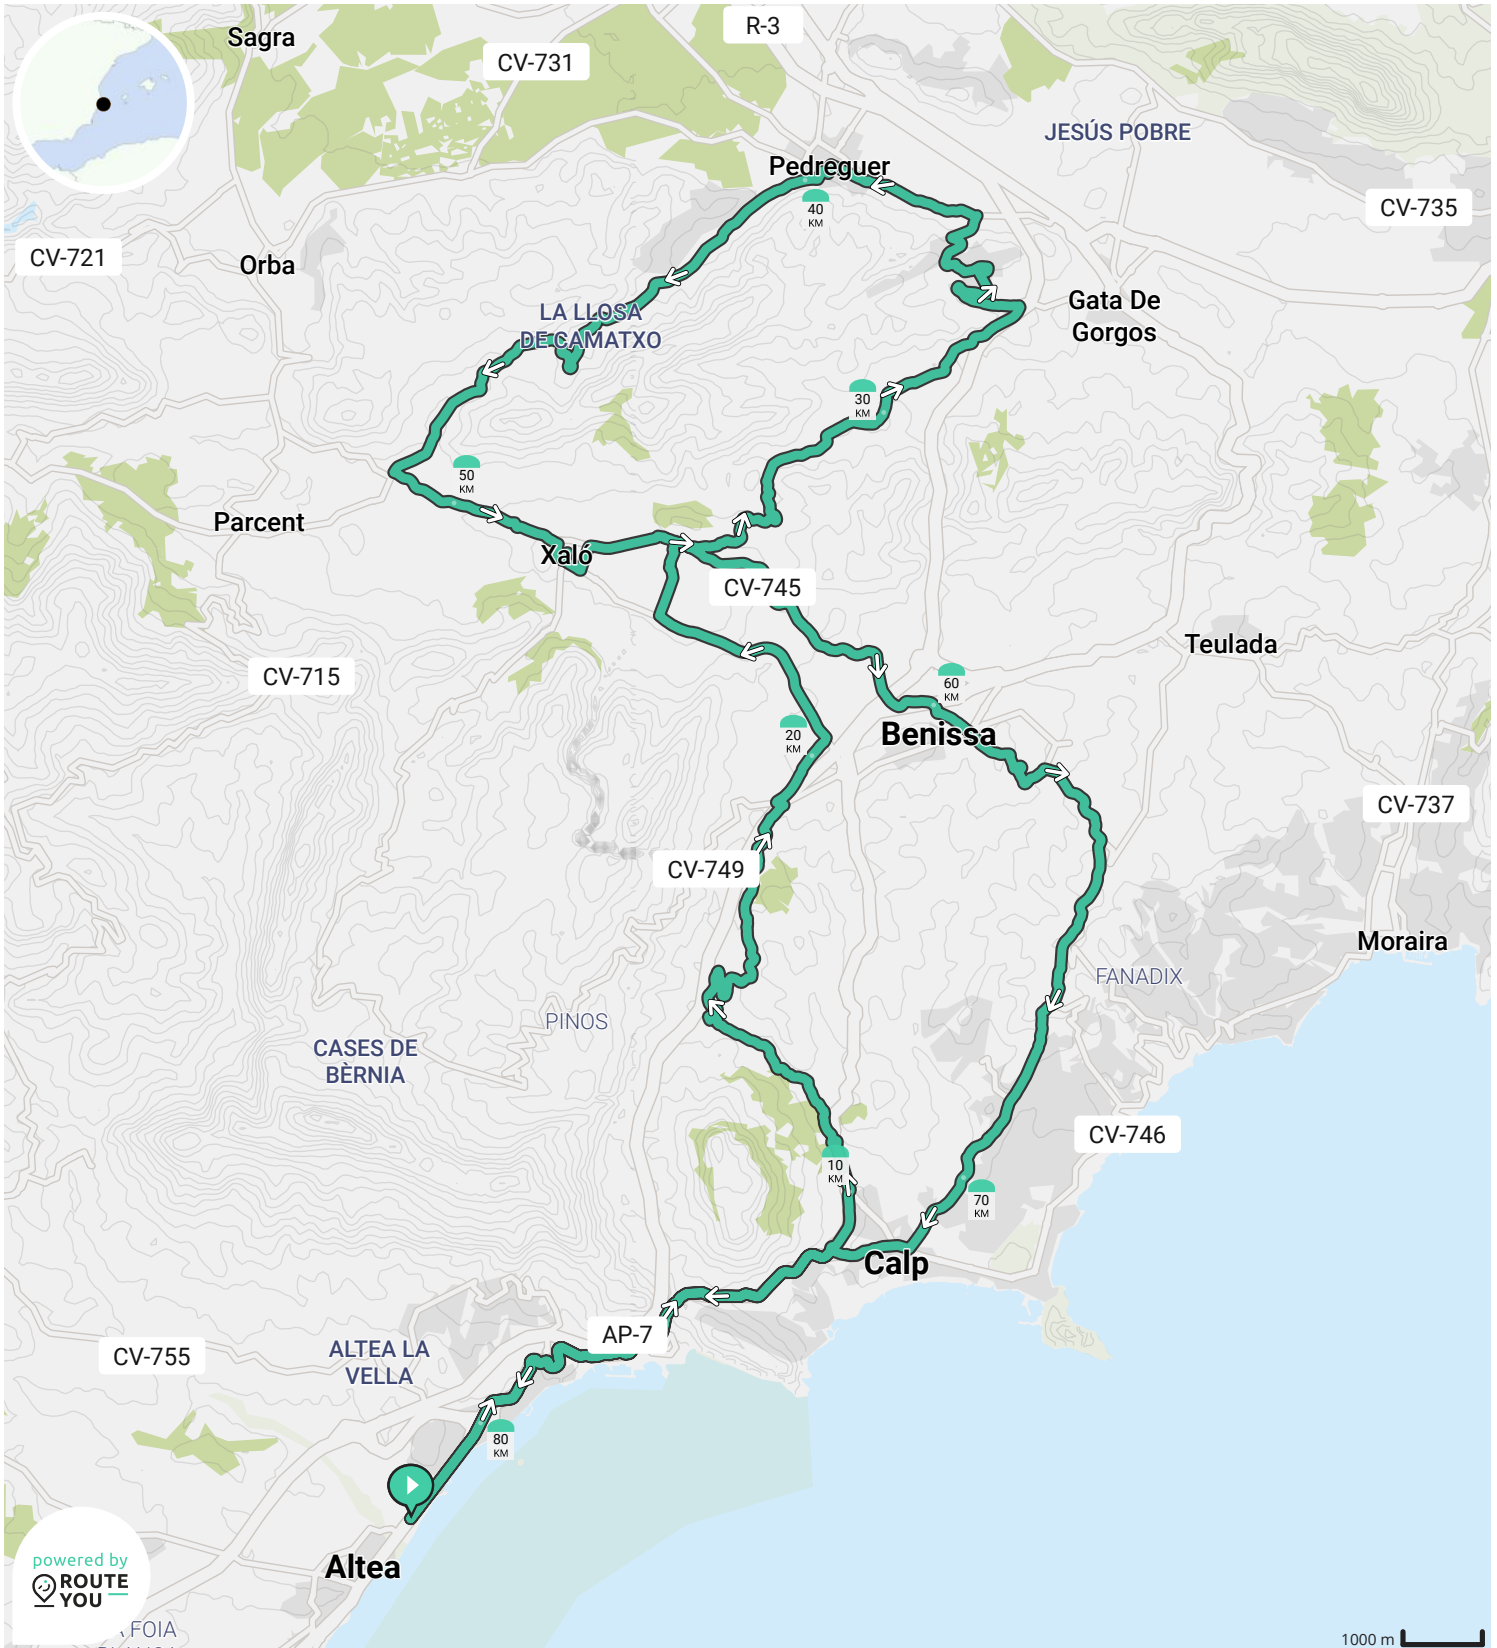 R-3
Sagra
CV-731
JESÚS POBRE
Pedreguer
40
KM
CV-735
CV-721
Orba
Gata De
Gorgos
LA LLOSA
DE CAMATXO
30
KM
50
KM
Parcent
Xaló
CV-745
Teulada
CV-715
60
KM
20
KM
Benissa
CV-737
CV-749
Moraira
FANADIX
PINOS
CASES DE
BÈRNIA
CV-746
10
KM
70
KM
Calp
AP-7
ALTEA LA
VELLA
CV-755
80
KM
Altea
powered by
ROUTE
YOU
FOIA
1000 m